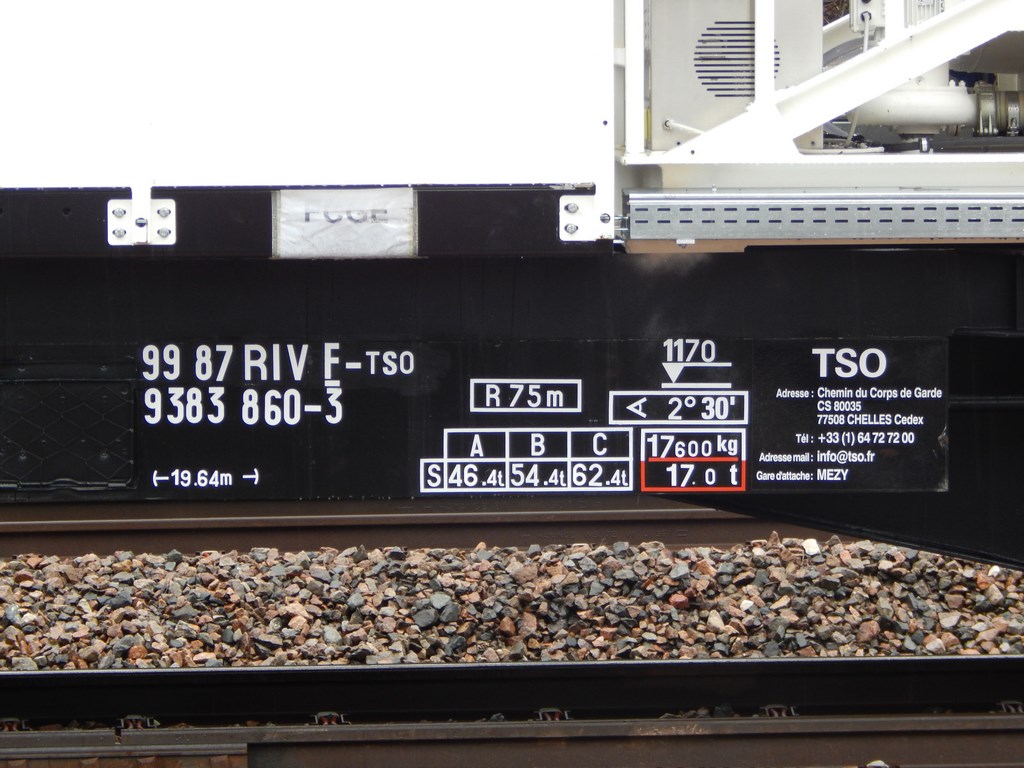 99 87 RIV F-TSO
9383 860-3
19.64m
R 75m
A B C
S 46.4t 54.4t 62.4t
1170
2° 30'
17600 kg
17.0 t
TSO
Adresse : Chemin du Corps de Garde
CS 80035
77508 CHELLES Cedex
Tél : +33 (1) 64 72 72 00
Adresse mail : info@tso.fr
Gare d'attache : MEZY